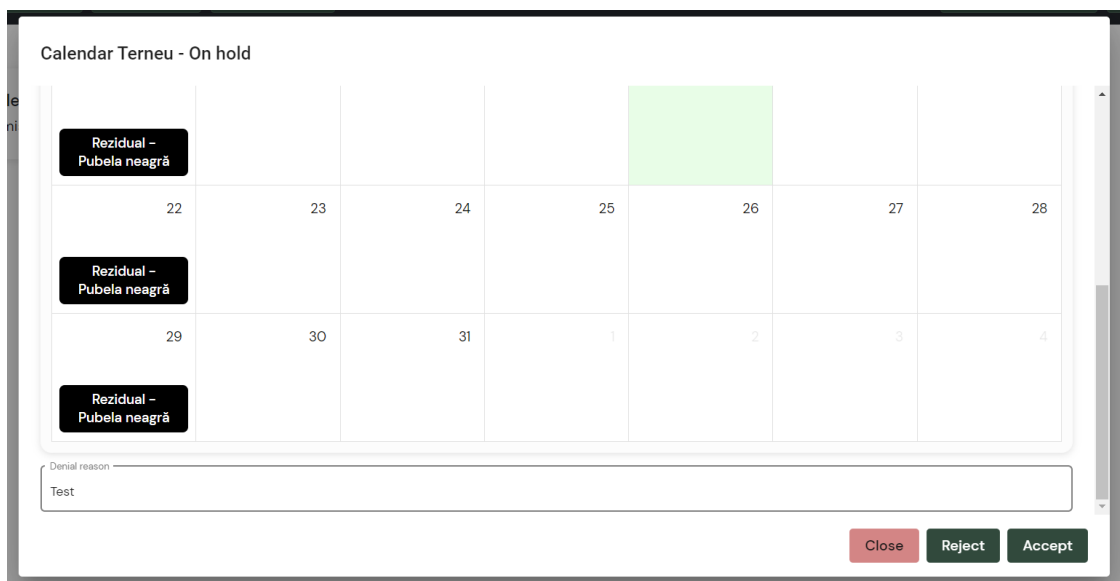 Calendar Terneu - On hold
Rezidual -
Pubela neagră
22 23 24 25 26 27 28
Rezidual -
Pubela neagră
29 30 31 1 2 3 4
Rezidual -
Pubela neagră
Denial reason
Test
Close Reject Accept